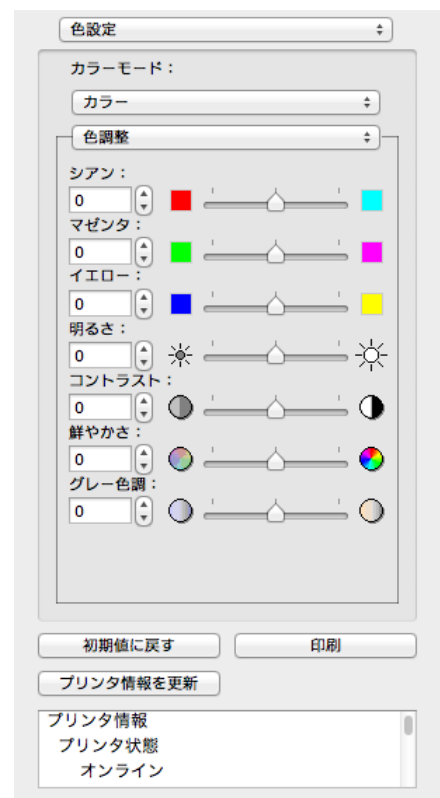 色設定
カラーモード：
カラー
色調整
シアン：
0
マゼンタ：
0
イエロー：
0
明るさ：
0
コントラスト：
0
鮮やかさ：
0
グレー色調：
0
初期値に戻す 印刷
プリンタ情報を更新
プリンタ情報
プリンタ状態
オンライン